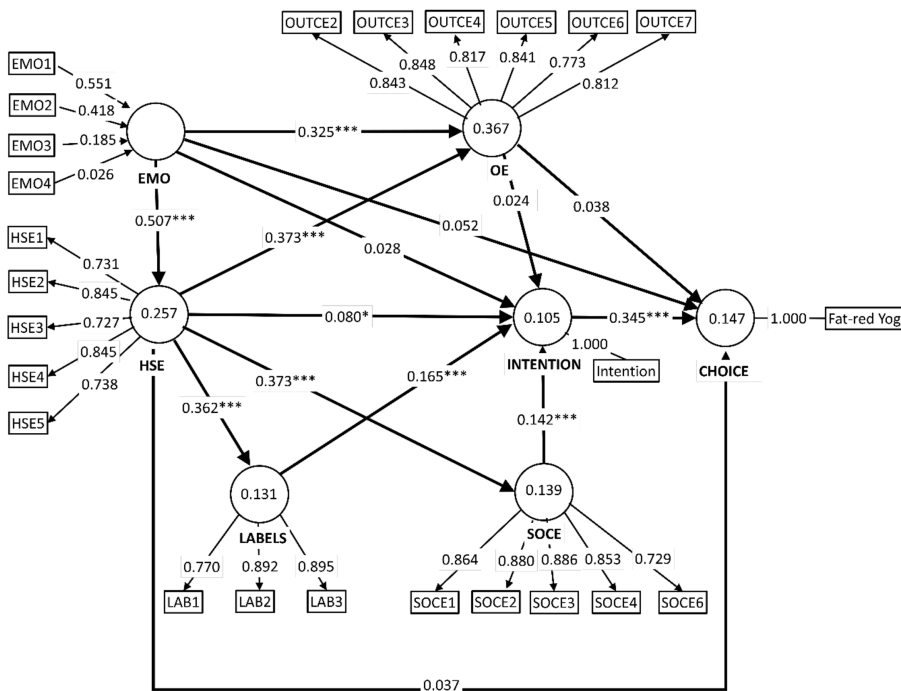 OUTCE2 OUTCE3 OUTCE4 OUTCE5 OUTCE6 OUTCE7
0.843 0.848 0.817 0.841 0.773 0.812
EMO1
0.551
EMO2
0.418
EMO3
0.185
EMO4
0.026
EMO
0.325***
0.367
OE
0.507***
0.373***
0.028
0.052
0.024
0.038
HSE1
0.731
HSE2
0.845
HSE3
0.727
HSE4
0.845
HSE5
0.738
0.257
HSE
0.080*
0.105
INTENTION
1.000
Intention
0.345***
0.147
CHOICE
1.000
Fat-red Yog
0.362***
0.373***
0.165***
0.142***
0.131
LABELS
0.770 0.892 0.895
LAB1 LAB2 LAB3
0.139
SOCE
0.864 0.880 0.886 0.853 0.729
SOCE1 SOCE2 SOCE3 SOCE4 SOCE6
0.037